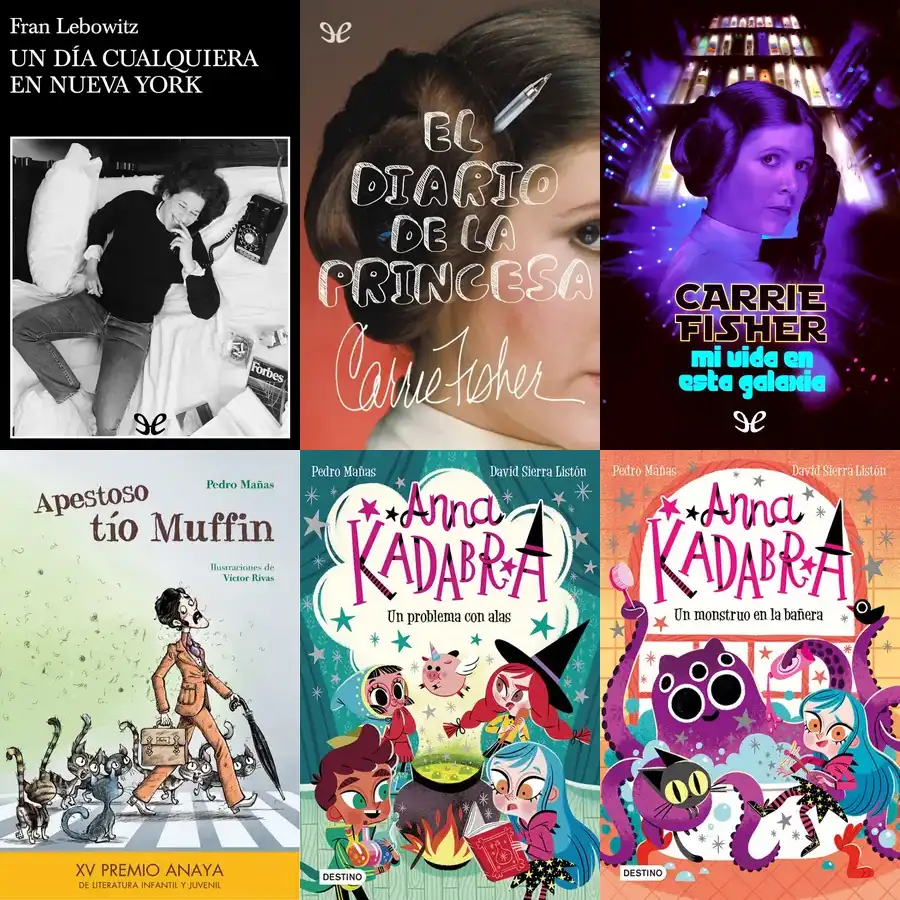 Fran Lebowitz
UN DÍA CUALQUIERA
EN NUEVA YORK
Forbes
EL
DIARIO
DE LA
PRINCESA
Carrie Fisher
CARRIE
FISHER
mi vida en
esta galaxia
Apestoso
tío Muffin
Pedro Mañas
Ilustraciones de
Víctor Rivas
XV PREMIO ANAYA
DE LITERATURA INFANTIL Y JUVENIL
Pedro Mañas
David Sierra Listón
Anna
KADABRA
Un problema con alas
DESTINO
Pedro Mañas
David Sierra Listón
Anna
KADABRA
Un monstruo en la bañera
DESTINO